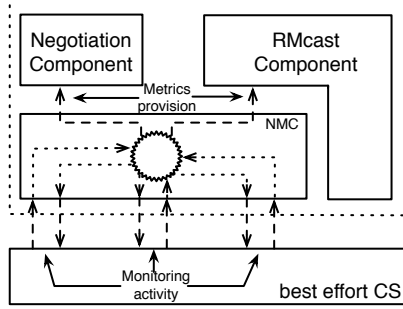 Negotiation
Component
RMcast
Component
Metrics
provision
NMC
Monitoring
activity
best effort CS